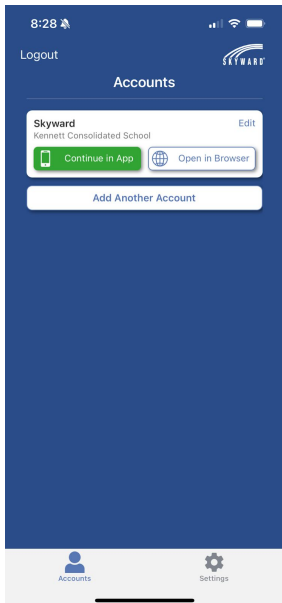 8:28
Logout
SKYWARD
Accounts
Skyward
Edit
Kennett Consolidated School
Continue in App
Open in Browser
Add Another Account
Accounts
Settings